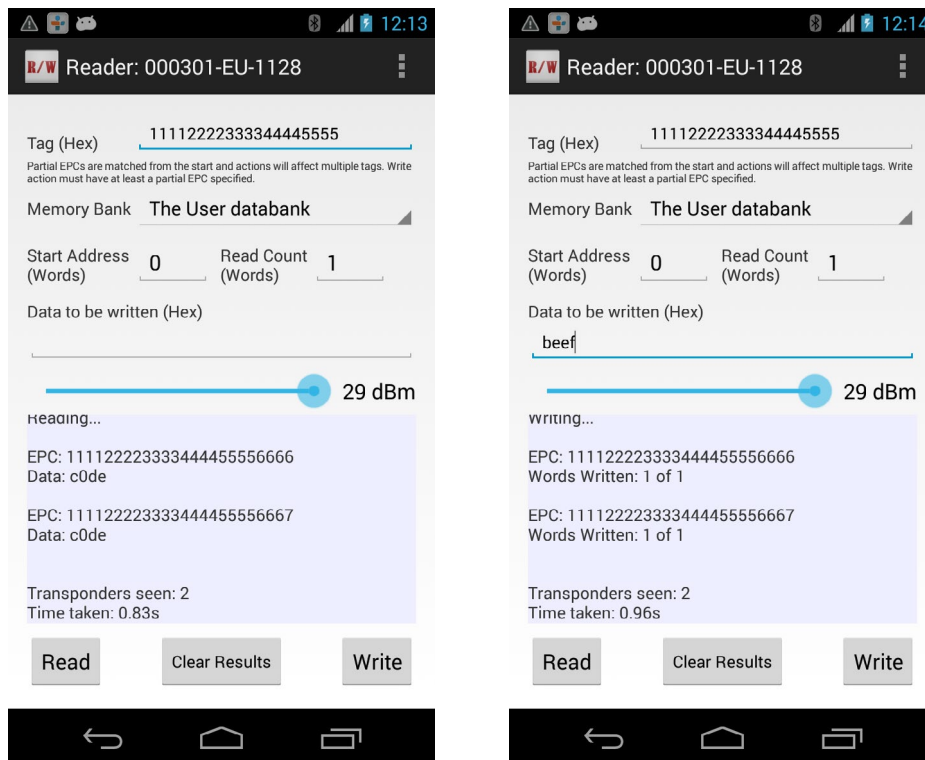 12:13
R/W Reader: 000301-EU-1128
Tag (Hex) 11112222333344445555
Partial EPCs are matched from the start and actions will affect multiple tags. Write
action must have at least a partial EPC specified.
Memory Bank The User databank
Start Address
(Words) 0 Read Count
(Words) 1
Data to be written (Hex)
29 dBm
Reading...
EPC: 111122223333444455556666
Data: c0de
EPC: 111122223333444455556667
Data: c0de
Transponders seen: 2
Time taken: 0.83s
Read Clear Results Write
12:14
R/W Reader: 000301-EU-1128
Tag (Hex) 11112222333344445555
Partial EPCs are matched from the start and actions will affect multiple tags. Write
action must have at least a partial EPC specified.
Memory Bank The User databank
Start Address
(Words) 0 Read Count
(Words) 1
Data to be written (Hex)
beef
29 dBm
Writing...
EPC: 111122223333444455556666
Words Written: 1 of 1
EPC: 111122223333444455556667
Words Written: 1 of 1
Transponders seen: 2
Time taken: 0.96s
Read Clear Results Write